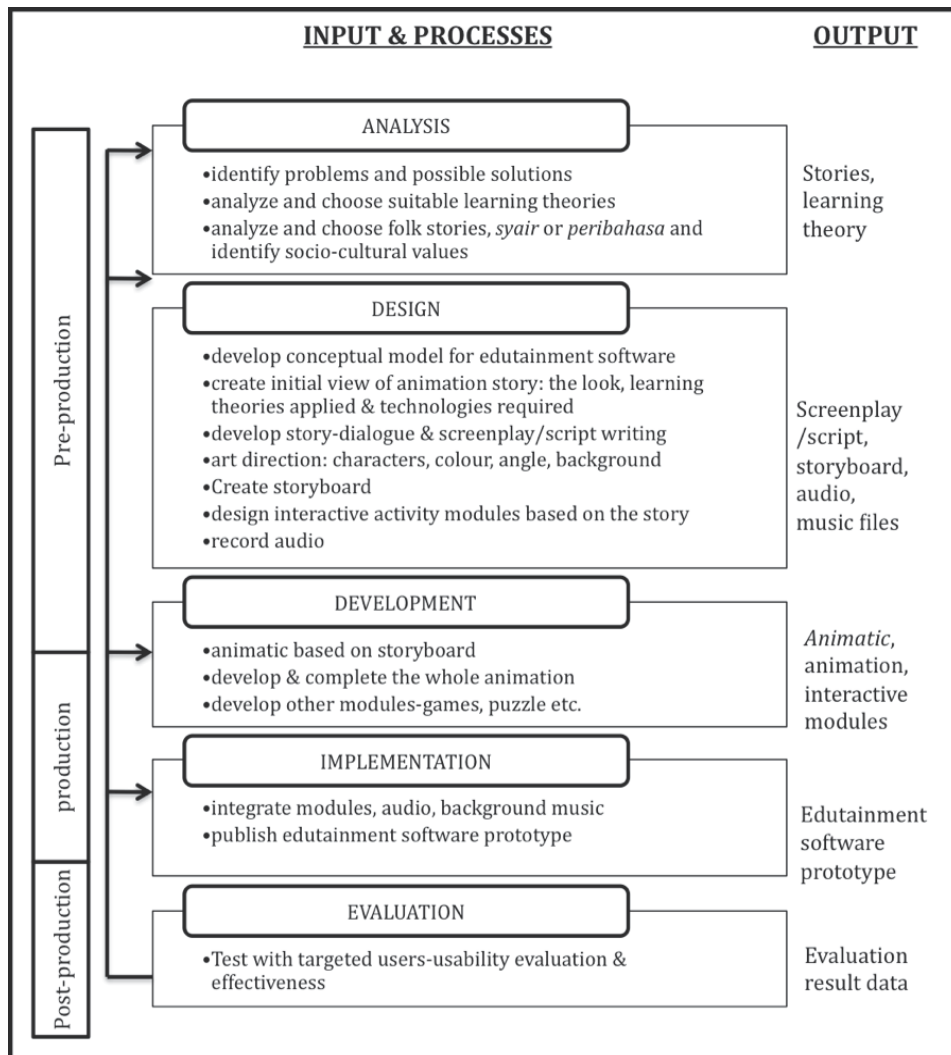 INPUT & PROCESSES
OUTPUT
Pre-production
production
Post-production
ANALYSIS
•identify problems and possible solutions
•analyze and choose suitable learning theories
•analyze and choose folk stories, syair or peribahasa and
identify socio-cultural values
Stories,
learning
theory
DESIGN
•develop conceptual model for edutainment software
•create initial view of animation story: the look, learning
theories applied & technologies required
•develop story-dialogue & screenplay/script writing
•art direction: characters, colour, angle, background
•Create storyboard
•design interactive activity modules based on the story
•record audio
Screenplay
/script,
storyboard,
audio,
music files
DEVELOPMENT
•animatic based on storyboard
•develop & complete the whole animation
•develop other modules-games, puzzle etc.
Animatic,
animation,
interactive
modules
IMPLEMENTATION
•integrate modules, audio, background music
•publish edutainment software prototype
Edutainment
software
prototype
EVALUATION
•Test with targeted users-usability evaluation &
effectiveness
Evaluation
result data